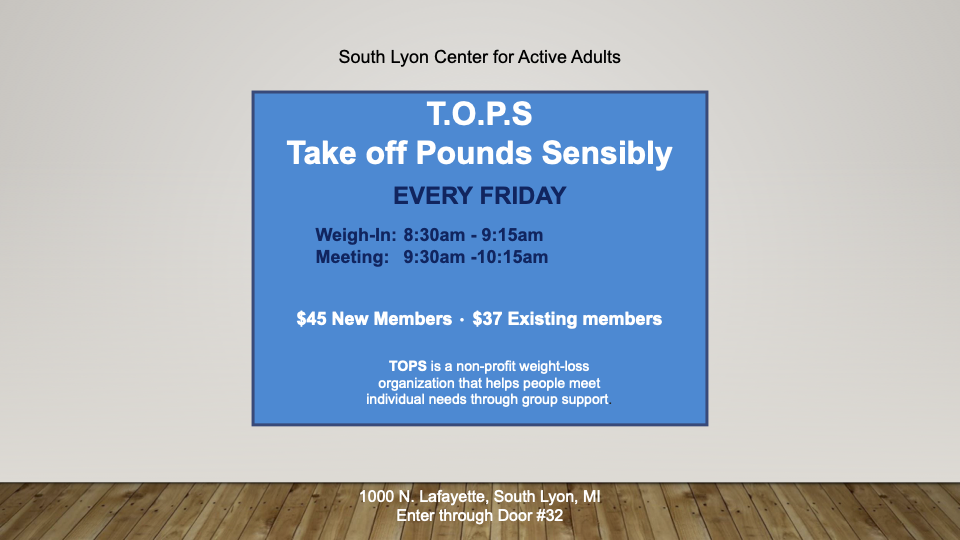 South Lyon Center for Active Adults
T.O.P.S
Take off Pounds Sensibly
EVERY FRIDAY
Weigh-In: 8:30am - 9:15am
Meeting: 9:30am -10:15am
$45 New Members · $37 Existing members
TOPS is a non-profit weight-loss
organization that helps people meet
individual needs through group support.
1000 N. Lafayette, South Lyon, MI
Enter through Door #32